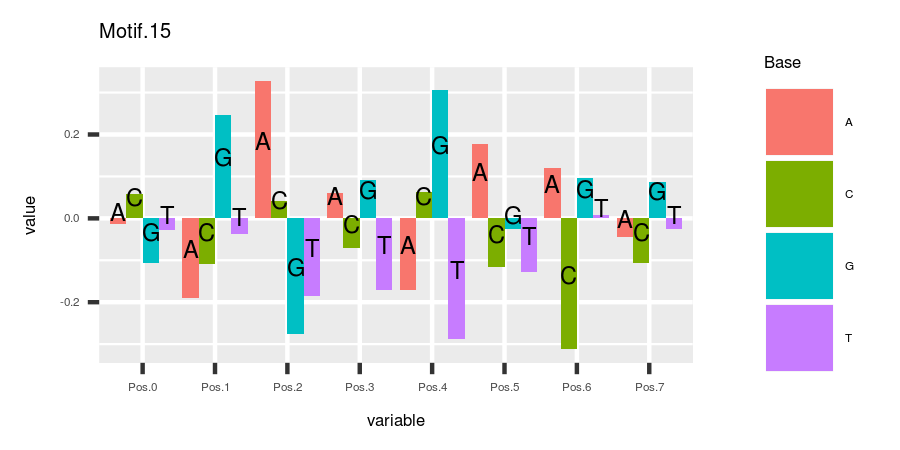 Motif.15
Base
A
C
G
T
value
0.2
0.0
-0.2
A C G T
A C G T
A C G T
A C G T
A C G T
A C G T
A C G T
A C G T
Pos.0 Pos.1 Pos.2 Pos.3 Pos.4 Pos.5 Pos.6 Pos.7
variable